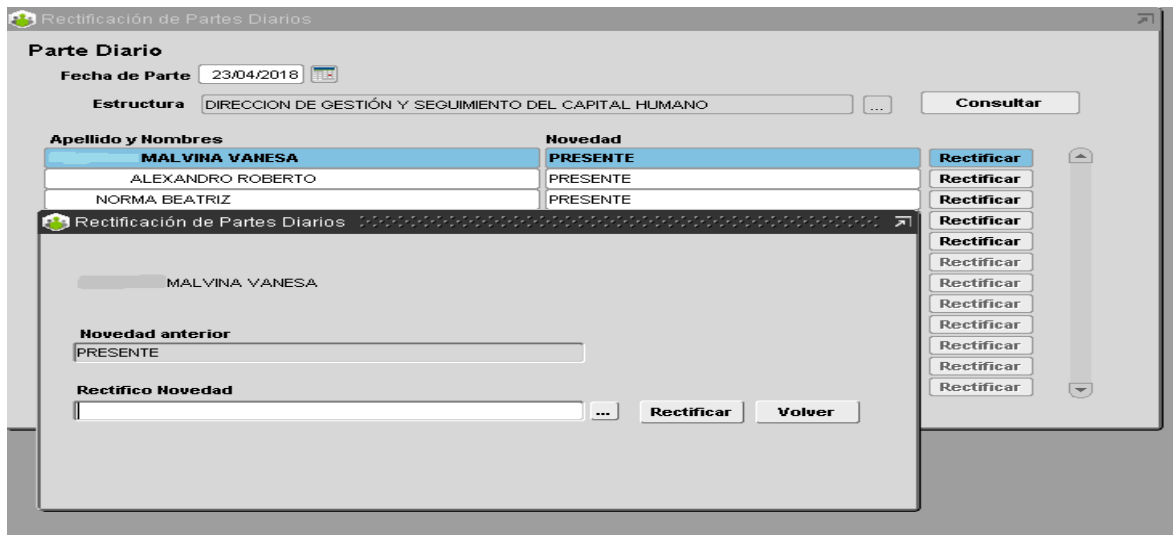 Rectificación de Partes Diarios
Parte Diario
Fecha de Parte 23/04/2018
Estructura DIRECCION DE GESTIÓN Y SEGUIMIENTO DEL CAPITAL HUMANO ... Consultar
Apellido y Nombres Novedad
MALVINA VANESA PRESENTE Rectificar
ALEXANDRO ROBERTO PRESENTE Rectificar
NORMA BEATRIZ PRESENTE Rectificar
Rectificación de Partes Diarios Rectificar
Rectificar
Rectificar
MALVINA VANESA Rectificar
Rectificar
Novedad anterior Rectificar
PRESENTE Rectificar
Rectificar
Rectifico Novedad Rectificar
... Rectificar Volver